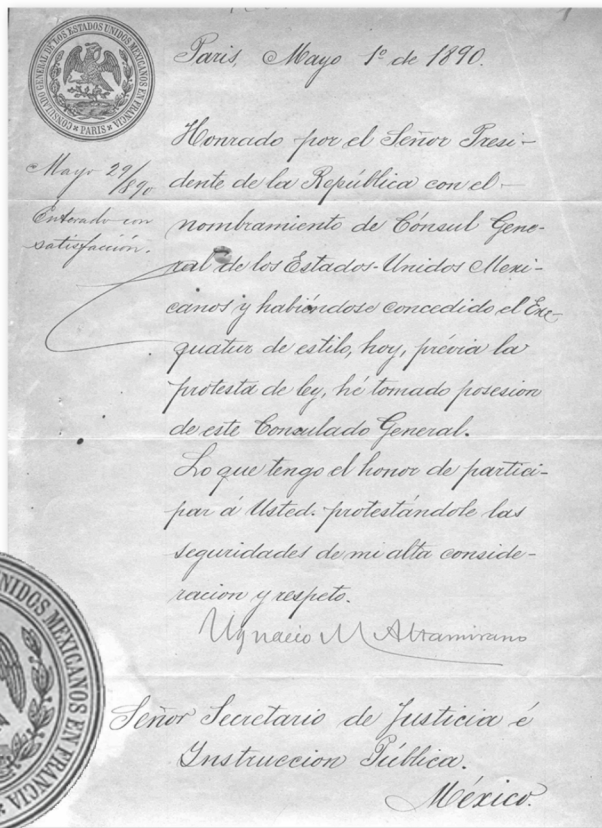 CONSULADO GENERAL DE LOS ESTADOS UNIDOS MEXICANOS EN FRANCIA
PARIS
Paris, Mayo 1º de 1890.
Mayo 29/890
Enterado con
satisfacción.
Honrado por el Señor Presi-
dente de la República con el
nombramiento de Cónsul Gene-
ral de los Estados-Unidos Mexi-
canos y habiéndose concedido el Exe-
quatur de estilo, hoy, prévia la
protesta de ley, hé tomado posesion
de este Consulado General.
Lo que tengo el honor de partici-
par á Usted. protestándole las
seguridades de mi alta conside-
racion y respeto.
Ygnacio M Altamirano
Señor Secretario de Justicia é
Instruccion Pública.
México.
UNIDOS MEXICANOS EN FRANCIA